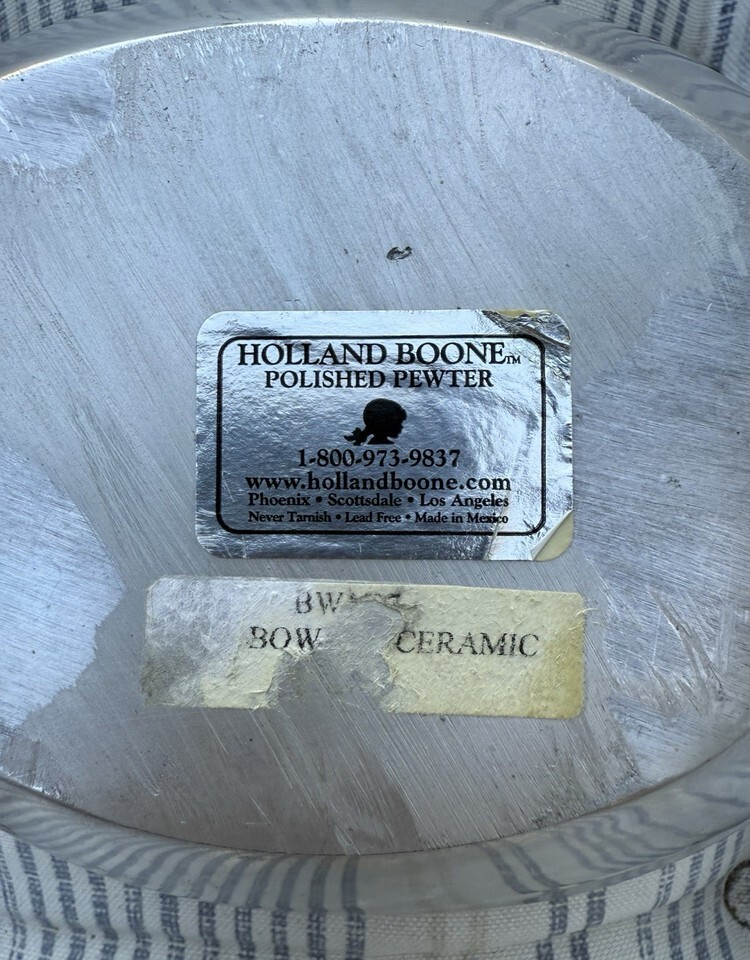 HOLLAND BOONE™
POLISHED PEWTER
1-800-973-9837
www.hollandboone.com
Phoenix • Scottsdale • Los Angeles
Never Tarnish • Lead Free • Made in Mexico
CERAMIC